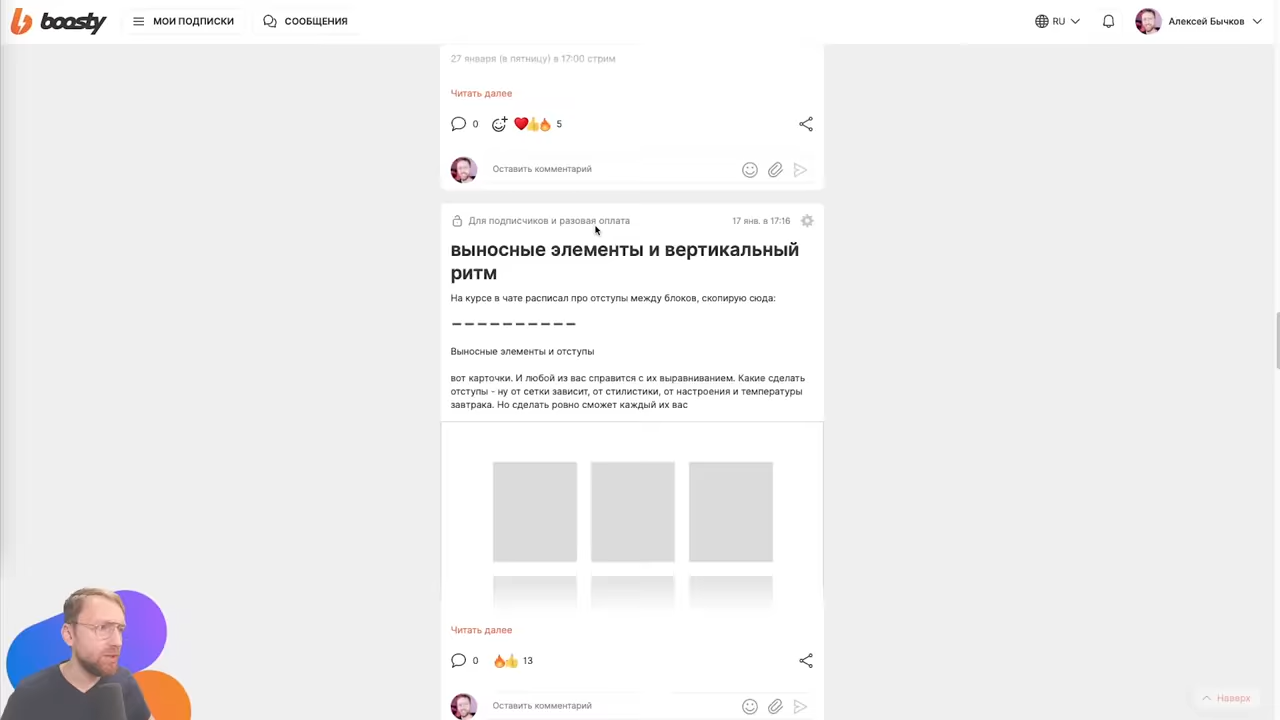 boosty
МОИ ПОДПИСКИ
СООБЩЕНИЯ
RU
Алексей Бычков
27 января (в пятницу) в 17:00 стрим
Читать далее
0
5
Оставить комментарий
Для подписчиков и разовая оплата
17 янв. в 17:16
выносные элементы и вертикальный
ритм
На курсе в чате расписал про отступы между блоков, скопирую сюда:
— — — — — — — — — —
Выносные элементы и отступы
вот карточки. И любой из вас справится с их выравниванием. Какие сделать
отступы - ну от сетки зависит, от стилистики, от настроения и температуры
завтрака. Но сделать ровно сможет каждый их вас
Читать далее
0
13
Оставить комментарий
Наверх